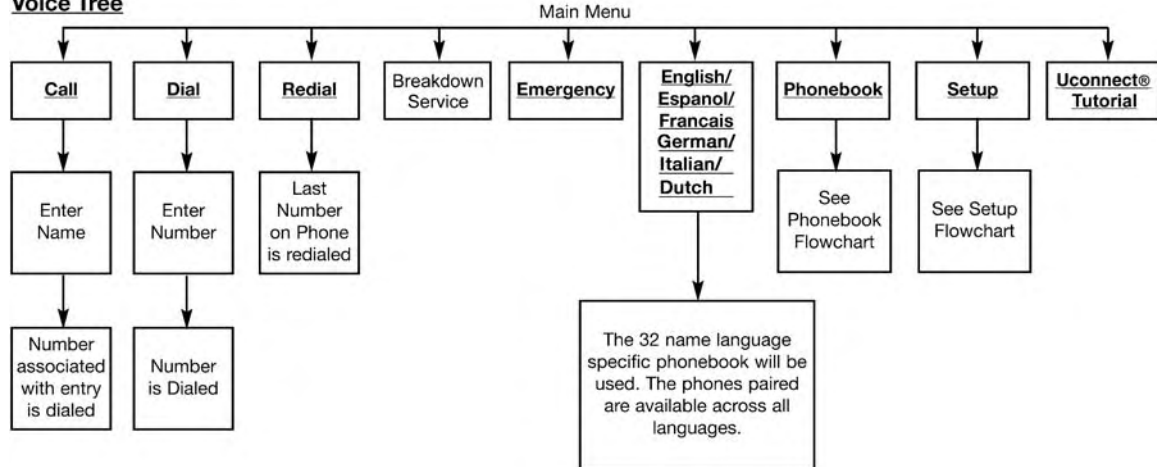 Voice Tree
Main Menu
Call
Dial
Redial
Breakdown
Service
Emergency
English/
Espanol/
Francais
German/
Italian/
Dutch
Phonebook
Setup
Uconnect®
Tutorial
Enter
Name
Enter
Number
Last
Number
on Phone
is redialed
See
Phonebook
Flowchart
See Setup
Flowchart
Number
associated
with entry
is dialed
Number
is Dialed
The 32 name language
specific phonebook will be
used. The phones paired
are available across all
languages.